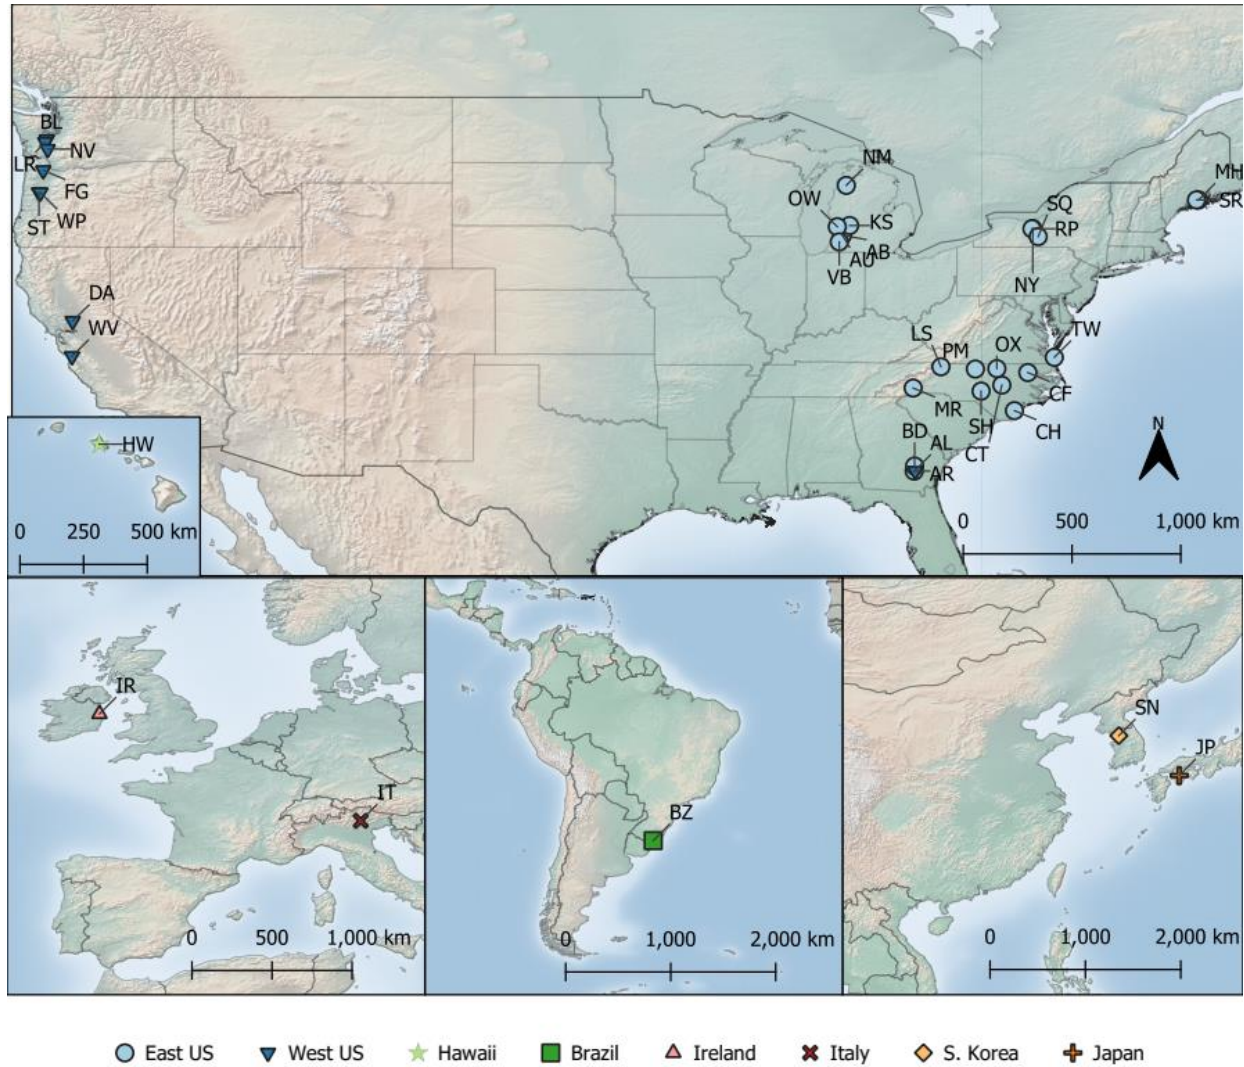 BL
LR
NV
FG
ST
WP
DA
WV
NM
OW
KS
AB
AU
VB
MH
SR
SQ
RP
NY
TW
LS
PM
OX
CF
MR
SH
CT
CH
BD
AL
AR
N
0 500 1,000 km
HW
0 250 500 km
IR
IT
0 500 1,000 km
BZ
0 1,000 2,000 km
SN
JP
0 1,000 2,000 km
East US West US Hawaii Brazil Ireland Italy S. Korea Japan